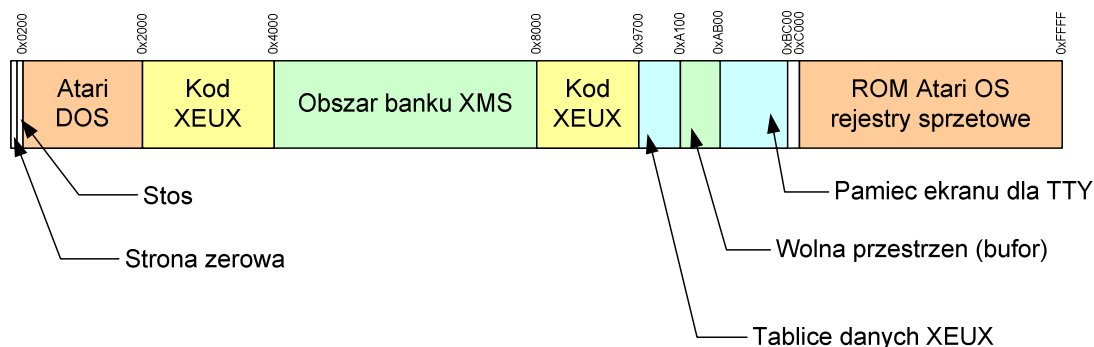 0x0200
0x2000
0x4000
0x8000
0x9700
0xA100
0xAB00
0xBC00
0xC000
0xFFFF
Atari
DOS
Kod
XEUX
Obszar banku XMS
Kod
XEUX
ROM Atari OS
rejestry sprzetowe
Stos
Pamiec ekranu dla TTY
Strona zerowa
Wolna przestrzen (bufor)
Tablice danych XEUX